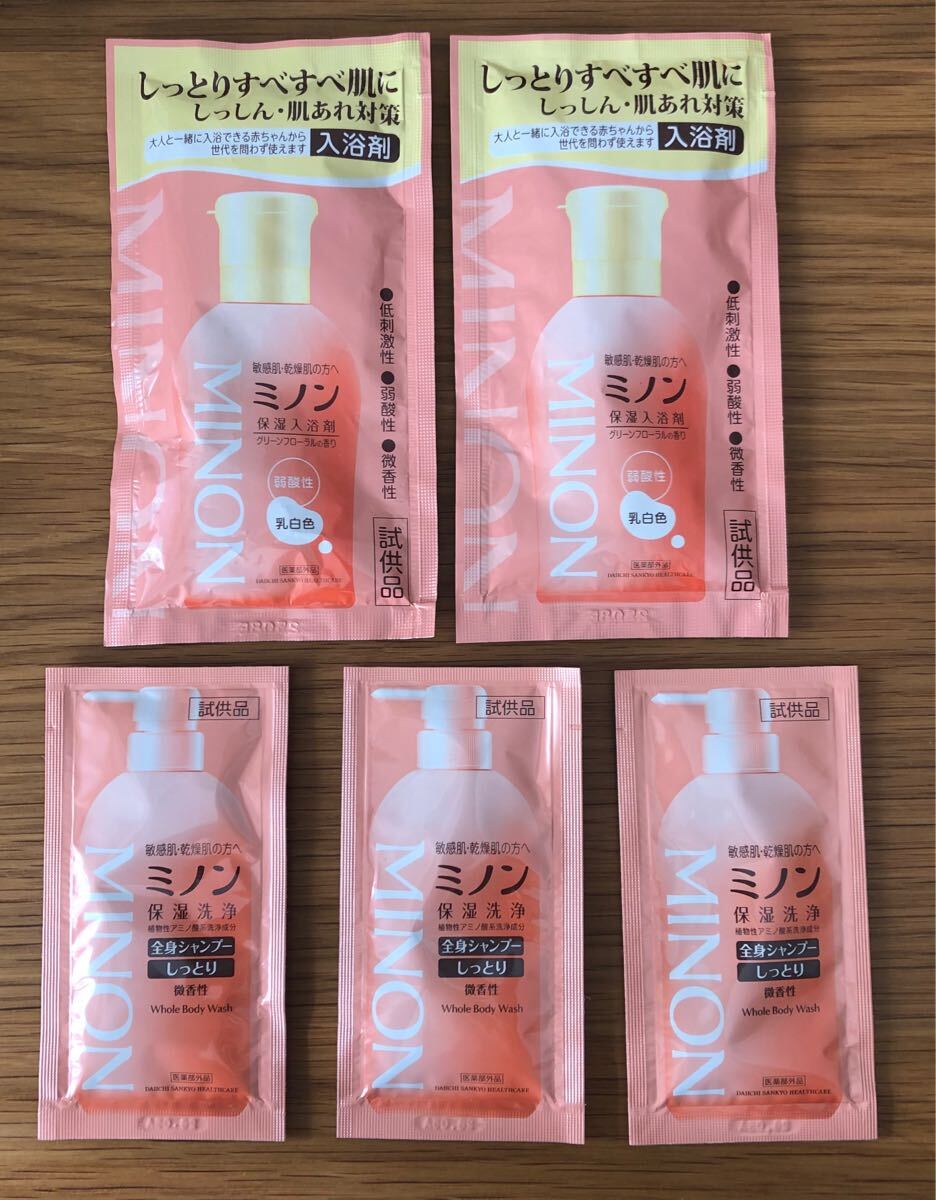 しっとりすべすべ肌に
しっしん・肌あれ対策
大人と一緒に入浴できる赤ちゃんから
世代を問わず使えます
入浴剤
MINON
●低刺激性 ●弱酸性 ●微香性
敏感肌・乾燥肌の方へ
ミノン
保湿入浴剤
グリーンフローラルの香り
MINON
弱酸性
乳白色
医薬部外品
DAIICHI SANKYO HEALTHCARE
試供品
しっとりすべすべ肌に
しっしん・肌あれ対策
大人と一緒に入浴できる赤ちゃんから
世代を問わず使えます
入浴剤
MINON
●低刺激性 ●弱酸性 ●微香性
敏感肌・乾燥肌の方へ
ミノン
保湿入浴剤
グリーンフローラルの香り
MINON
弱酸性
乳白色
医薬部外品
DAIICHI SANKYO HEALTHCARE
試供品
試供品
敏感肌・乾燥肌の方へ
ミノン
保湿洗浄
植物性アミノ酸系洗浄成分
全身シャンプー
しっとり
微香性
Whole Body Wash
MINON
医薬部外品
DAIICHI SANKYO HEALTHCARE
試供品
敏感肌・乾燥肌の方へ
ミノン
保湿洗浄
植物性アミノ酸系洗浄成分
全身シャンプー
しっとり
微香性
Whole Body Wash
MINON
医薬部外品
DAIICHI SANKYO HEALTHCARE
試供品
敏感肌・乾燥肌の方へ
ミノン
保湿洗浄
植物性アミノ酸系洗浄成分
全身シャンプー
しっとり
微香性
Whole Body Wash
MINON
医薬部外品
DAIICHI SANKYO HEALTHCARE